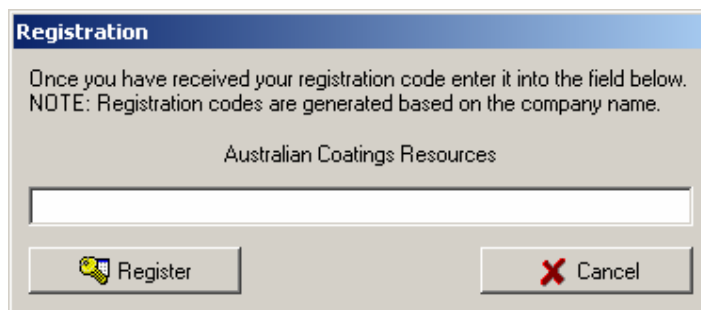 Registration
Once you have received your registration code enter it into the field below.
NOTE: Registration codes are generated based on the company name.
Australian Coatings Resources
Register
Cancel